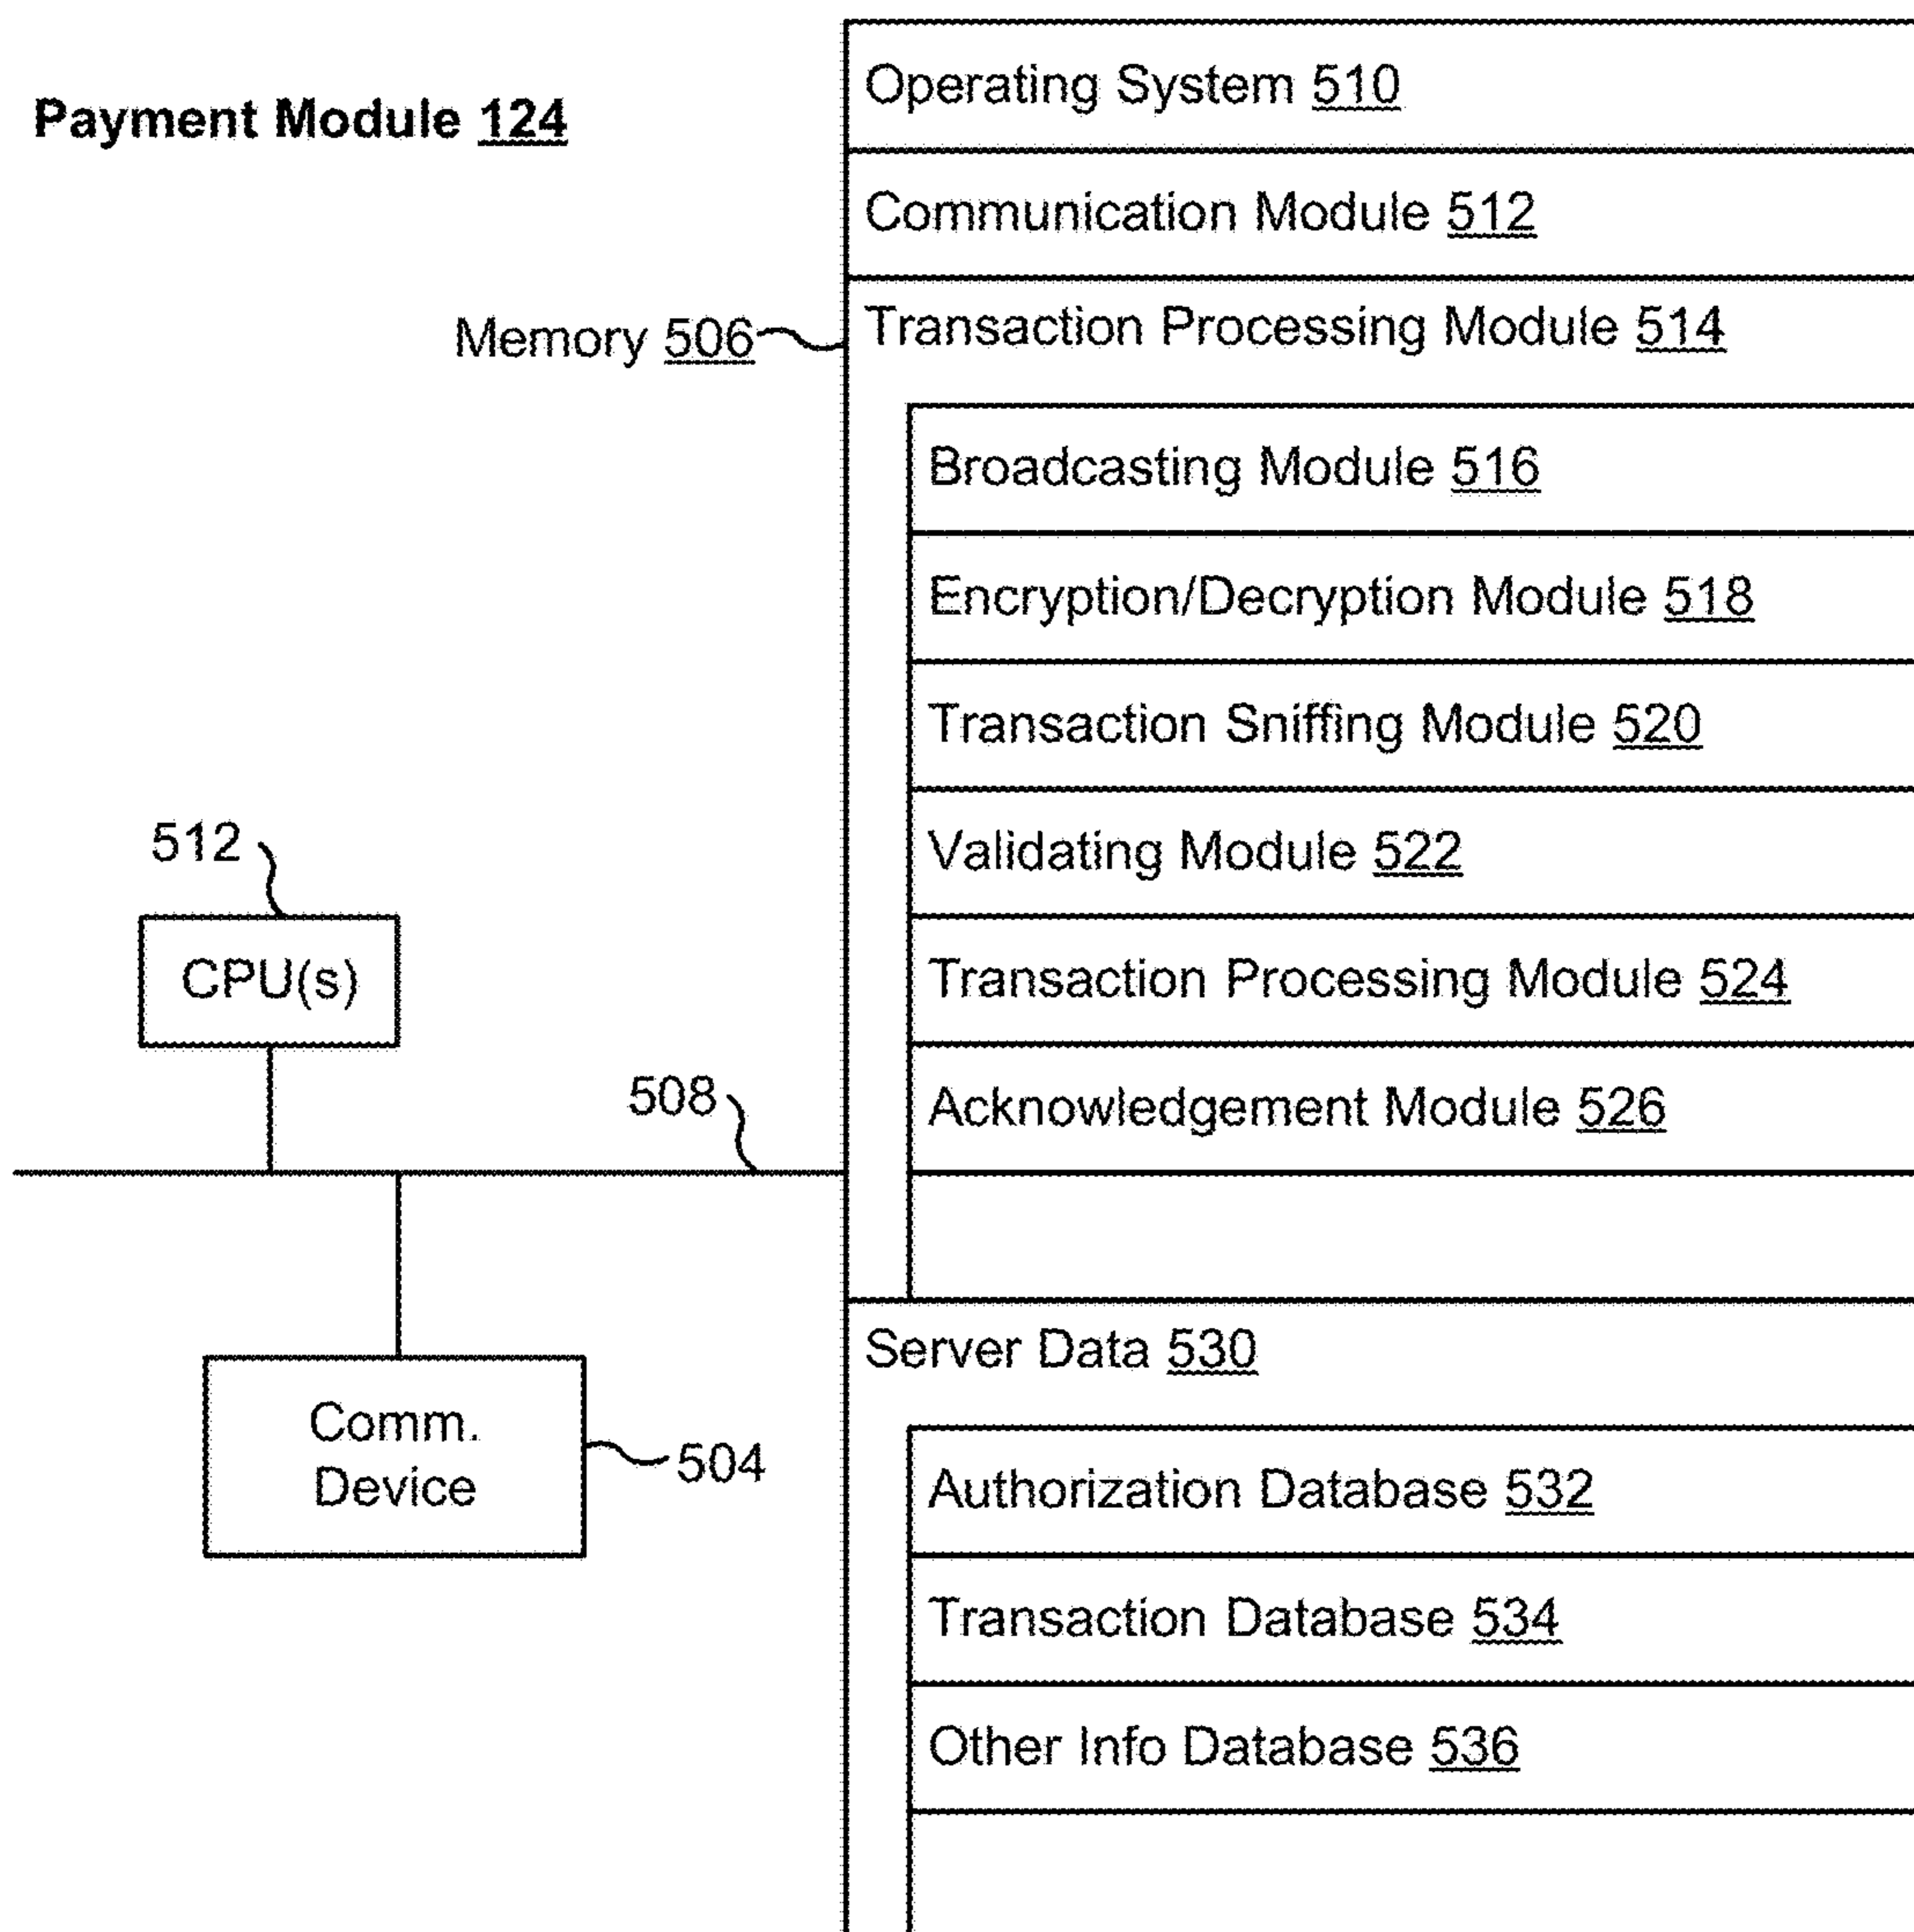 Payment Module 124
Operating System 510
Communication Module 512
Memory 506
Transaction Processing Module 514
Broadcasting Module 516
Encryption/Decryption Module 518
Transaction Sniffing Module 520
Validating Module 522
Transaction Processing Module 524
Acknowledgement Module 526
512
CPU(s)
508
Comm.
Device
504
Server Data 530
Authorization Database 532
Transaction Database 534
Other Info Database 536